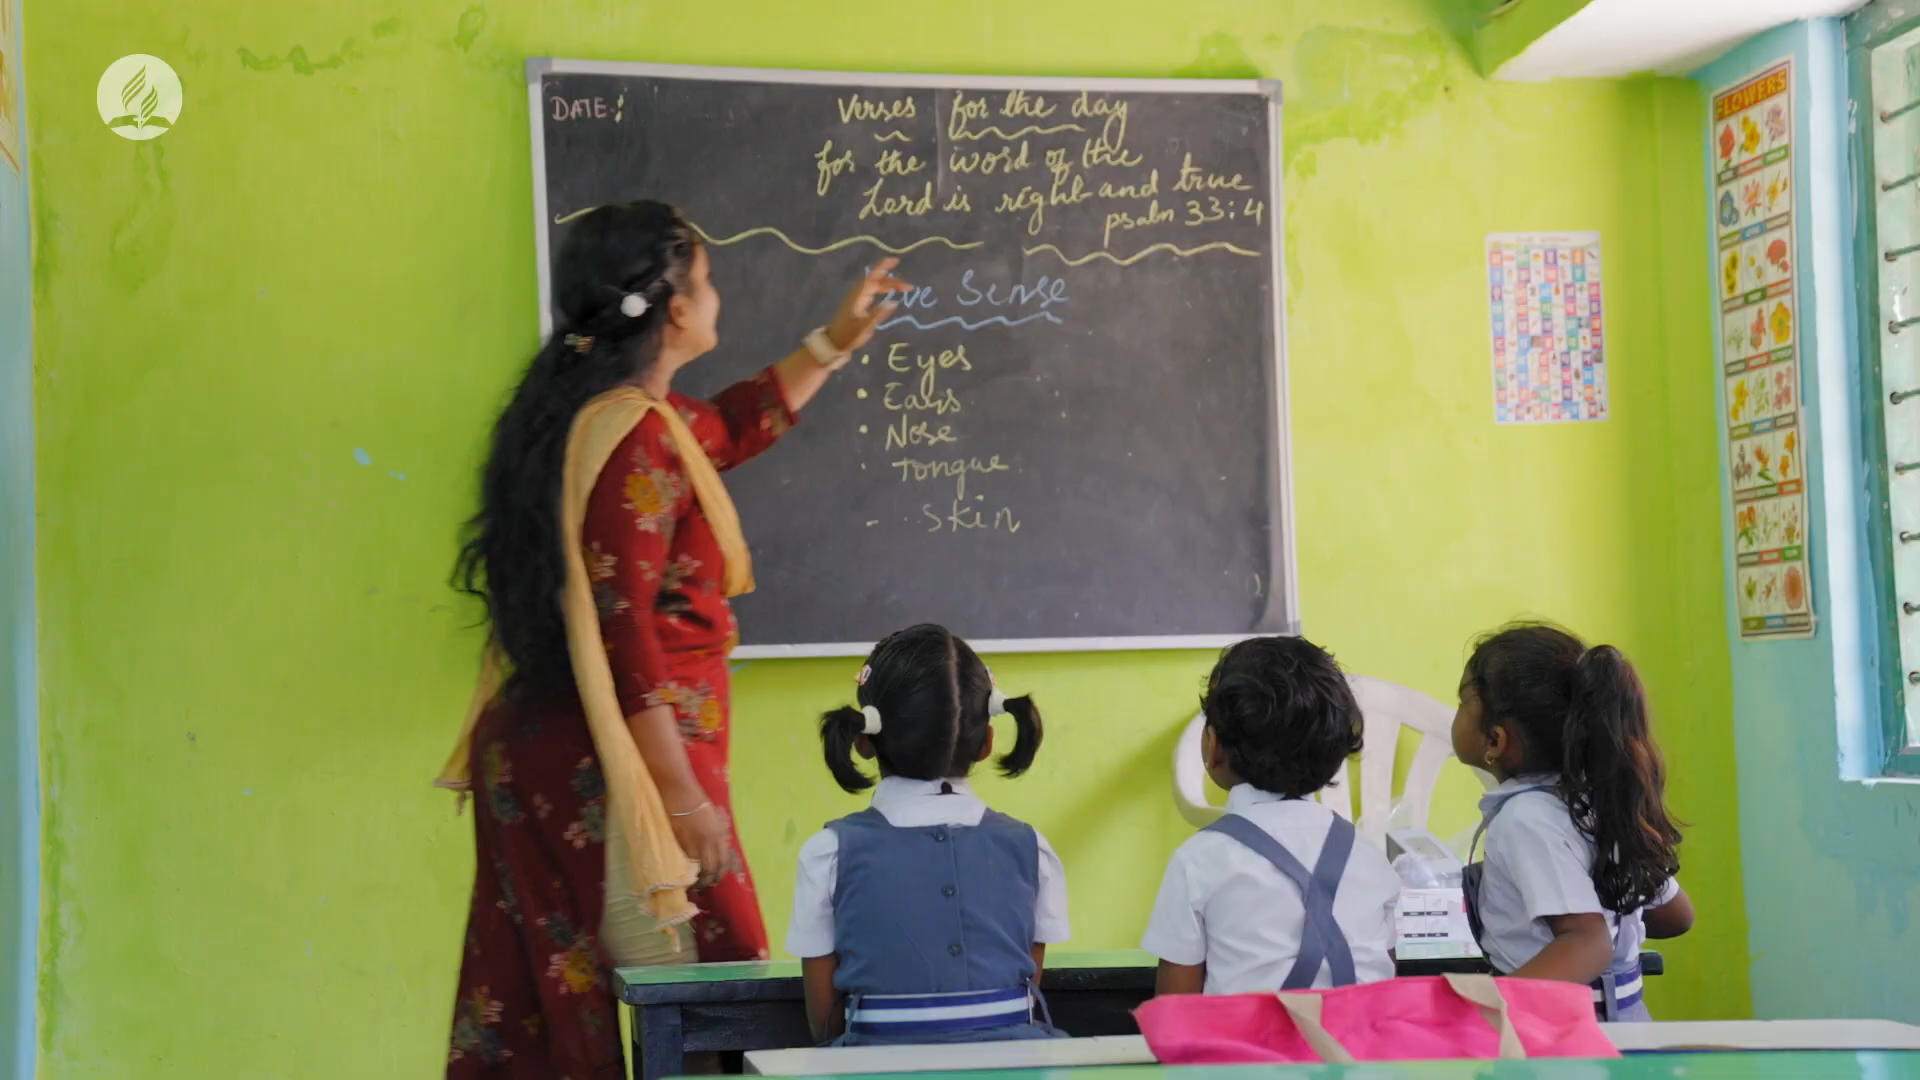 DATE:
Verses for the day
for the word of the
Lord is right and true
psalm 33:4
Five Sense
Eyes
Ears
Nose
Tongue
Skin
FLOWERS